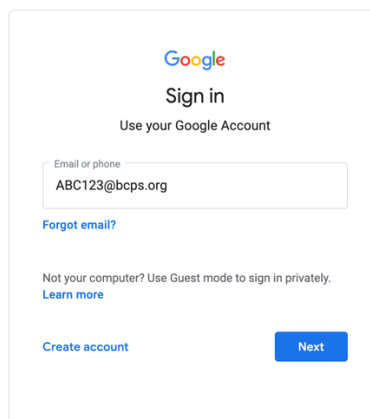 Google
Sign in
Use your Google Account
Email or phone
ABC123@bcps.org
Forgot email?
Not your computer? Use Guest mode to sign in privately.
Learn more
Create account
Next